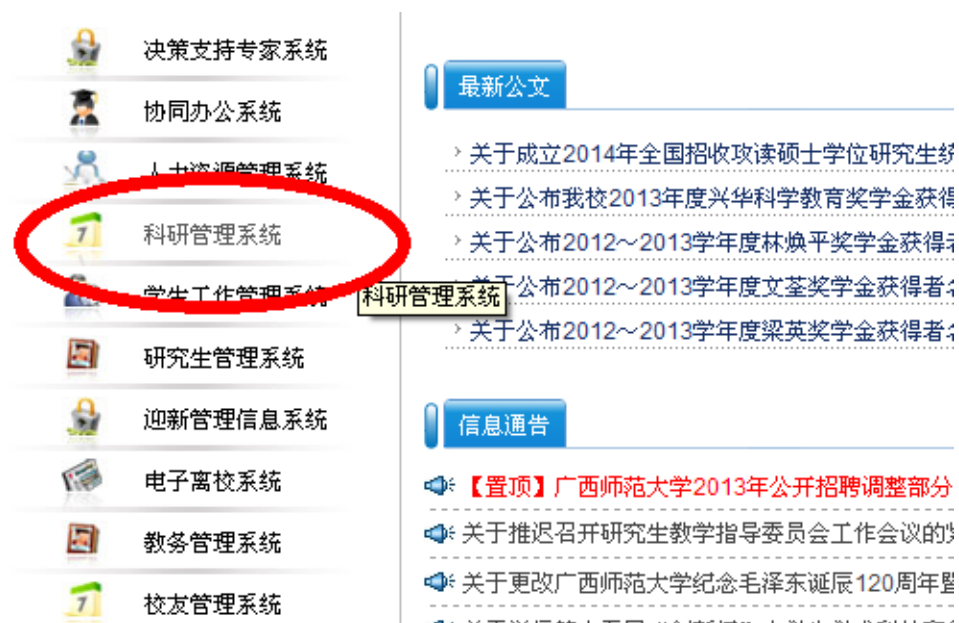 决策支持专家系统
协同办公系统
人力资源管理系统
科研管理系统
学生工作管理系统
科研管理系统
研究生管理系统
迎新管理信息系统
电子离校系统
教务管理系统
校友管理系统
最新公文
关于成立2014年全国招收攻读硕士学位研究生统
关于公布我校2013年度兴华科学教育奖学金获得
关于公布2012～2013学年度林焕平奖学金获得者
关于公布2012～2013学年度文荃奖学金获得者名
关于公布2012～2013学年度梁英奖学金获得者名
信息通告
【置顶】广西师范大学2013年公开招聘调整部分
关于推迟召开研究生教学指导委员会工作会议的
关于更改广西师范大学纪念毛泽东诞辰120周年暨